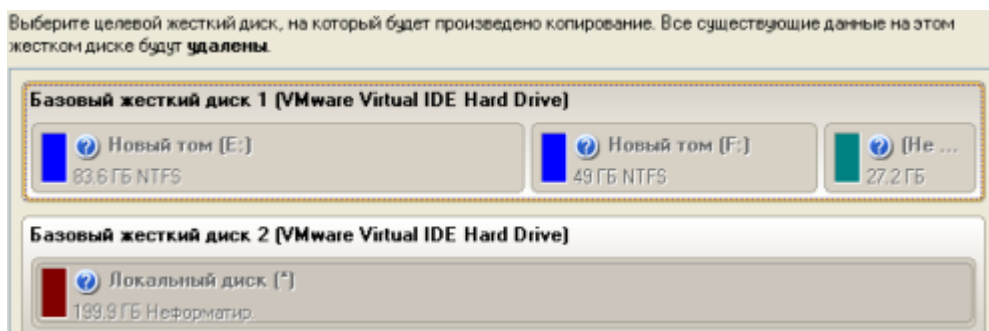 Выберите целевой жесткий диск, на который будет произведено копирование. Все существующие данные на этом
жестком диске будут удалены.
Базовый жесткий диск 1 (VMware Virtual IDE Hard Drive)
Новый том (E:)
83.6 ГБ NTFS
Новый том (F:)
49 ГБ NTFS
(Не ...
27.2 ГБ
Базовый жесткий диск 2 (VMware Virtual IDE Hard Drive)
Локальный диск (*)
199.9 ГБ Неформатир.